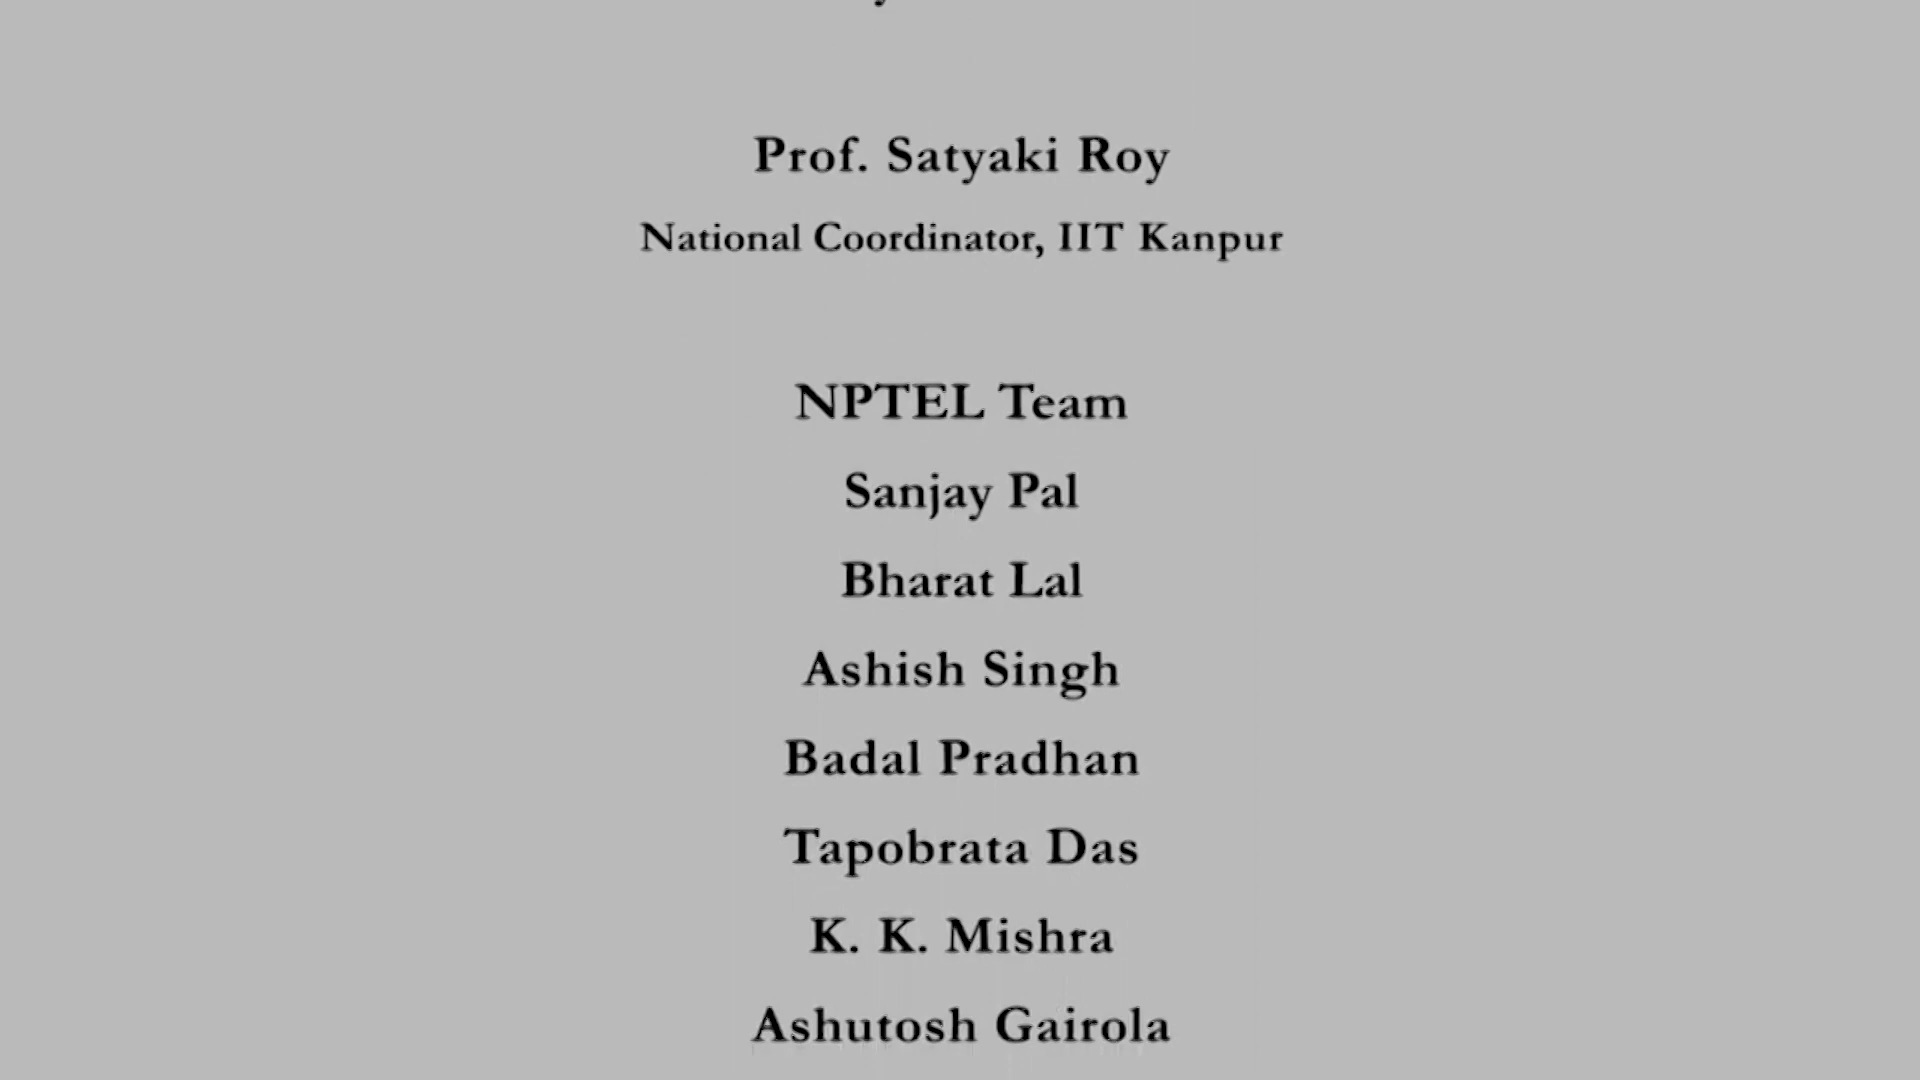 Prof. Satyaki Roy
National Coordinator, IIT Kanpur
NPTEL Team
Sanjay Pal
Bharat Lal
Ashish Singh
Badal Pradhan
Tapobrata Das
K. K. Mishra
Ashutosh Gairola